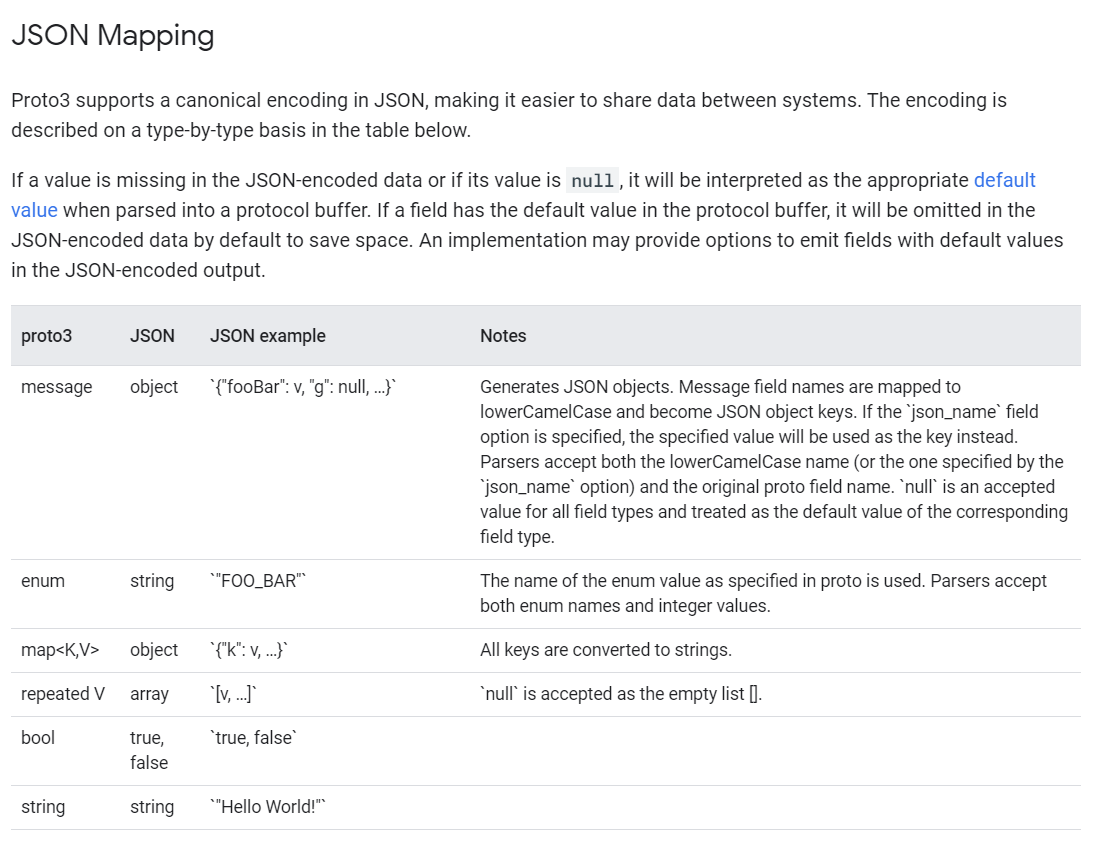 JSON Mapping
Proto3 supports a canonical encoding in JSON, making it easier to share data between systems. The encoding is
described on a type-by-type basis in the table below.
If a value is missing in the JSON-encoded data or if its value is null, it will be interpreted as the appropriate default
value when parsed into a protocol buffer. If a field has the default value in the protocol buffer, it will be omitted in the
JSON-encoded data by default to save space. An implementation may provide options to emit fields with default values
in the JSON-encoded output.
proto3 JSON JSON example Notes
message object `{"fooBar": v, "g": null, …}` Generates JSON objects. Message field names are mapped to
lowerCamelCase and become JSON object keys. If the `json_name` field
option is specified, the specified value will be used as the key instead.
Parsers accept both the lowerCamelCase name (or the one specified by the
`json_name` option) and the original proto field name. `null` is an accepted
value for all field types and treated as the default value of the corresponding
field type.
enum string `"FOO_BAR"` The name of the enum value as specified in proto is used. Parsers accept
both enum names and integer values.
map<K,V> object `{"k": v, …}` All keys are converted to strings.
repeated V array `[v, …]` `null` is accepted as the empty list [].
bool true, `true, false`
false
string string `"Hello World!"`